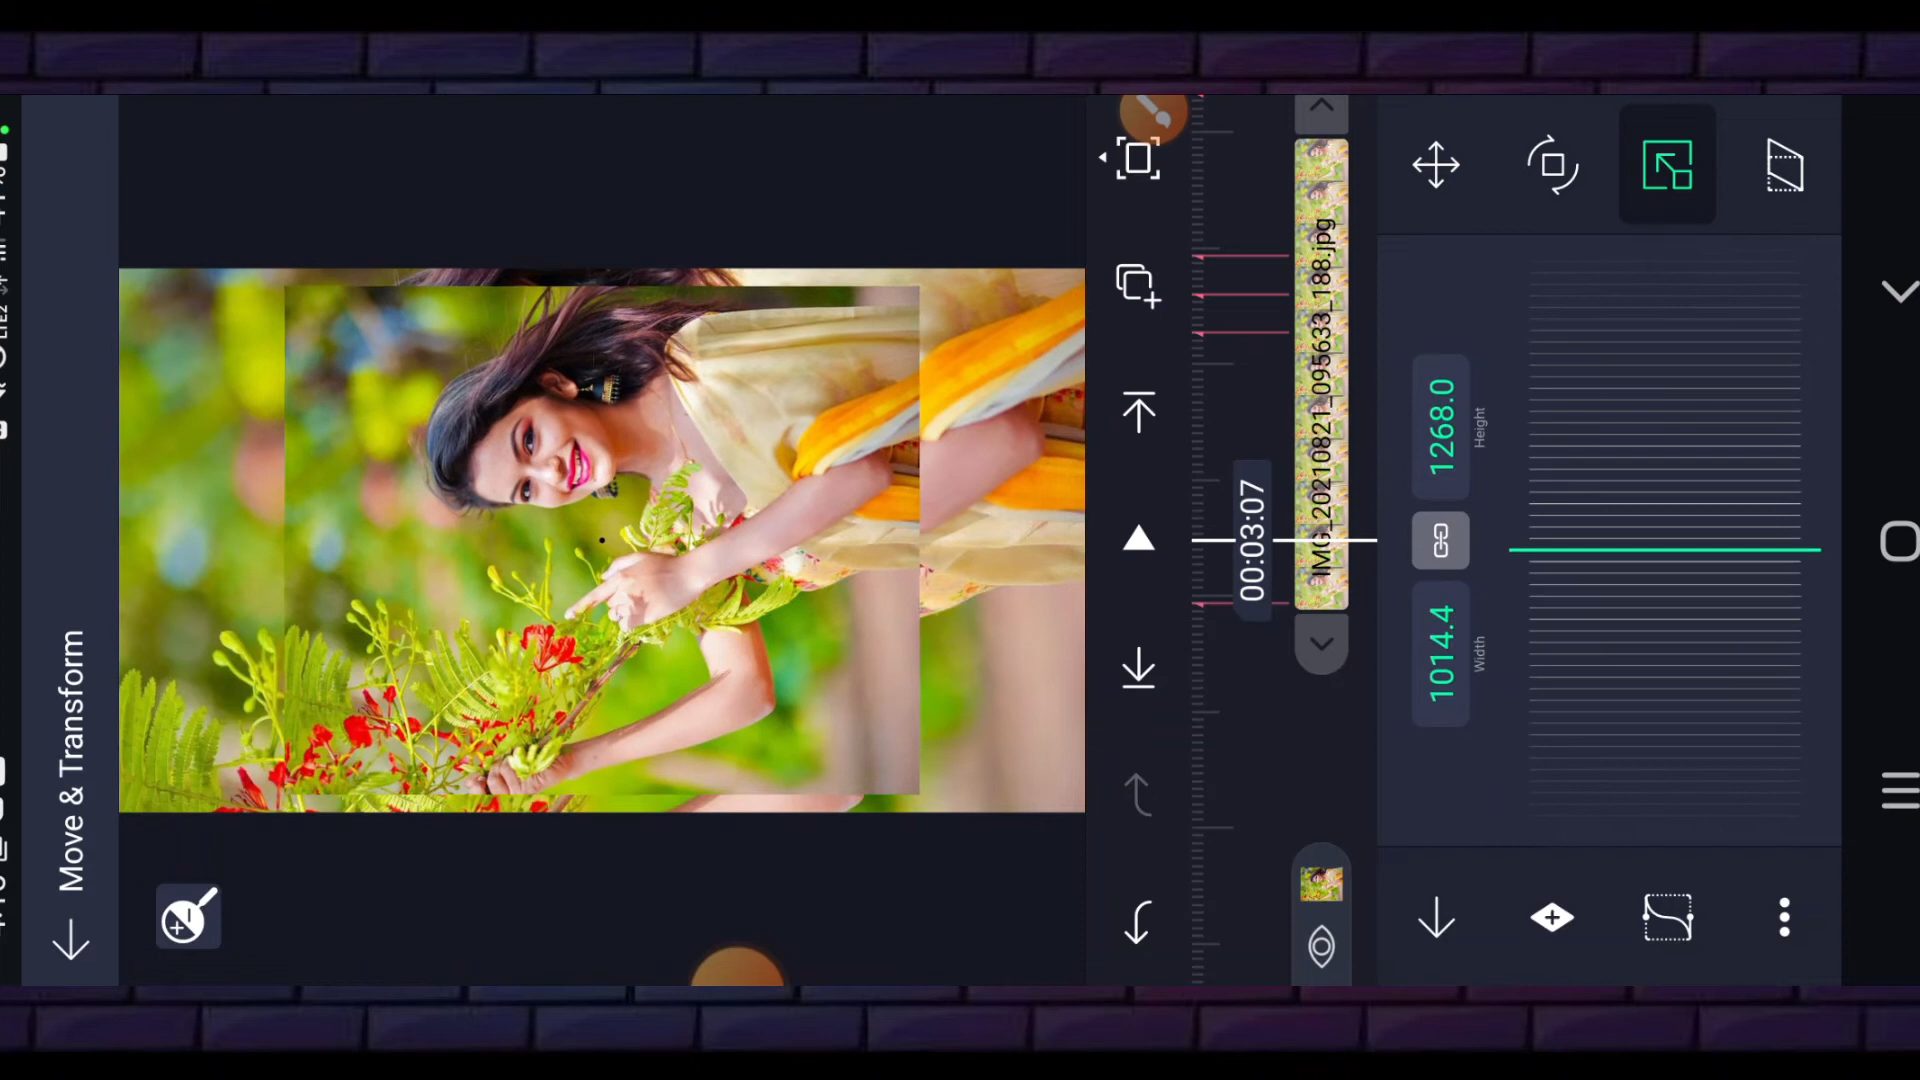 Move & Transform
00:03:07
IMG_20210821_095633_188.jpg
1014.4
Width
1268.0
Height